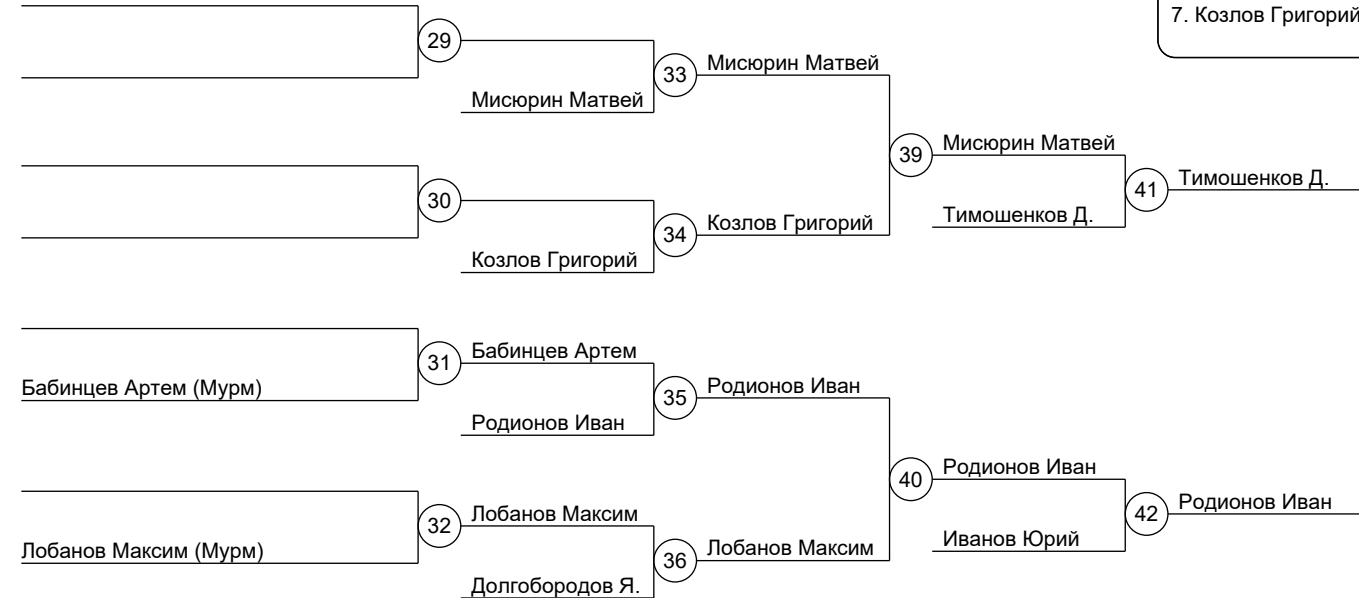 7. Козлов Григорий
29
Мисюрин Матвей
33
Мисюрин Матвей
39
Мисюрин Матвей
30
Козлов Григорий
34
Козлов Григорий
Тимошенков Д.
41
Тимошенков Д.
Бабинцев Артем (Мурм)
31
Бабинцев Артем
Родионов Иван
35
Родионов Иван
40
Родионов Иван
Лобанов Максим (Мурм)
32
Лобанов Максим
Долгобородов Я.
36
Лобанов Максим
Иванов Юрий
42
Родионов Иван